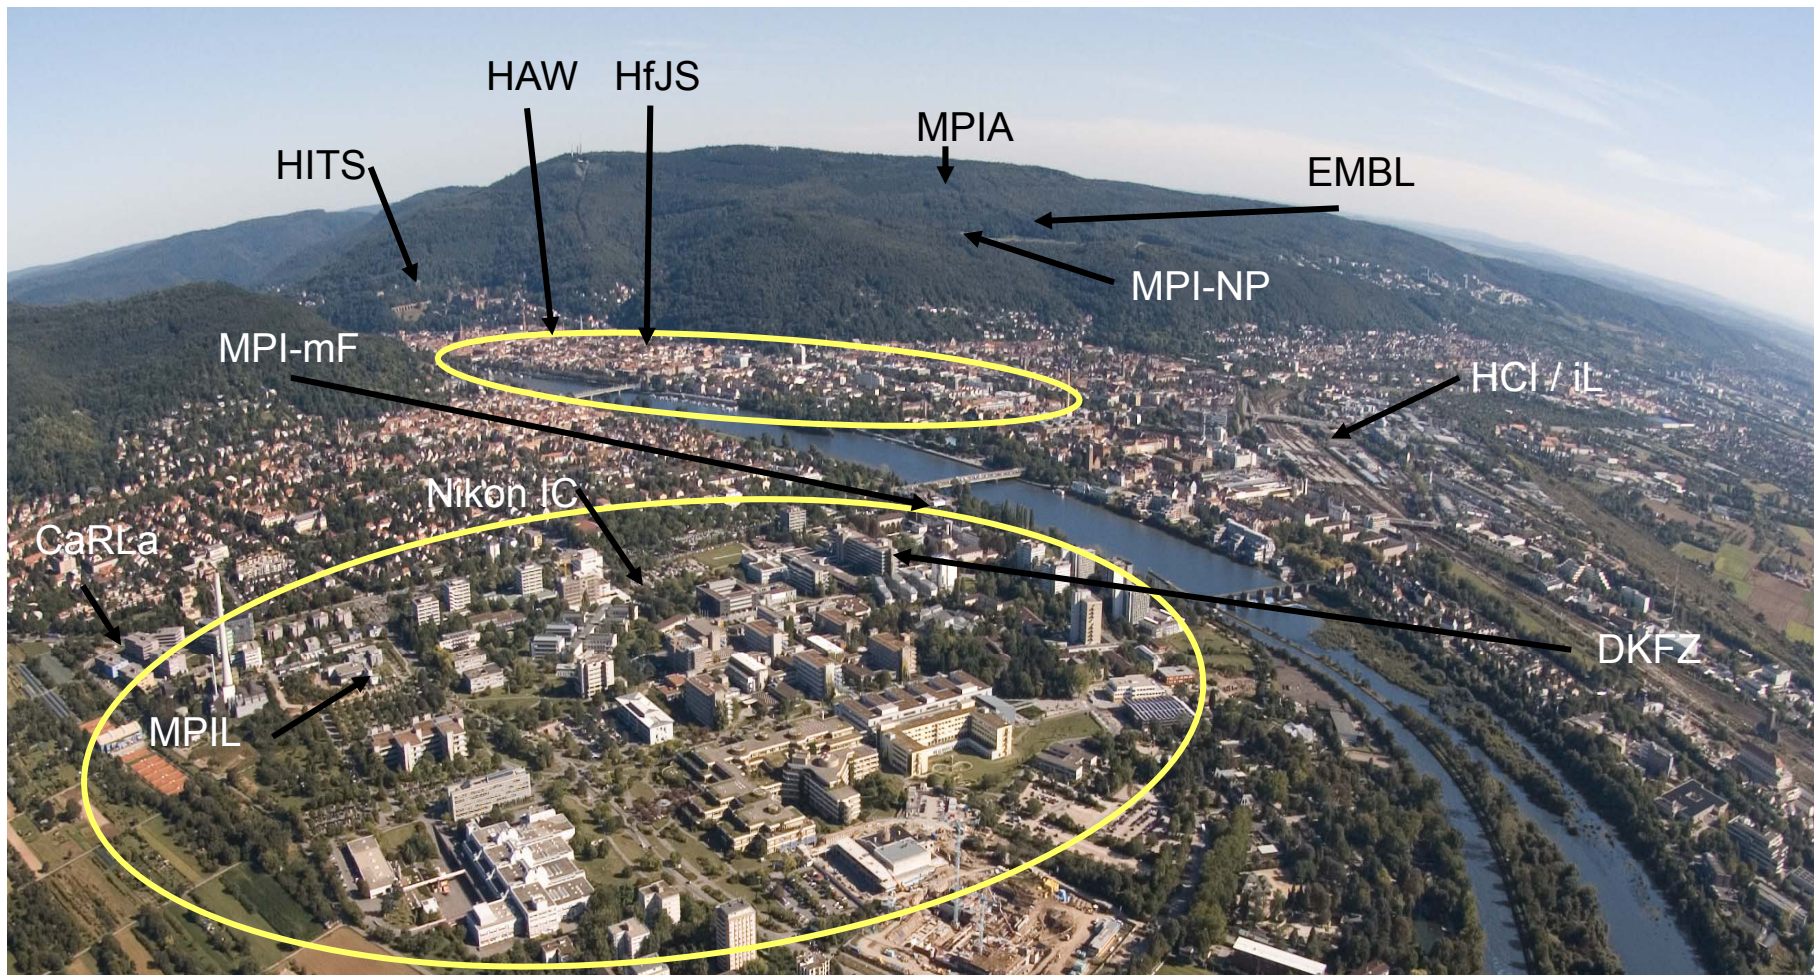 HAW HfJS
MPIA
HITS
EMBL
MPI-NP
MPI-mF
HCI / iL
Nikon IC
CaRLa
DKFZ
MPIL